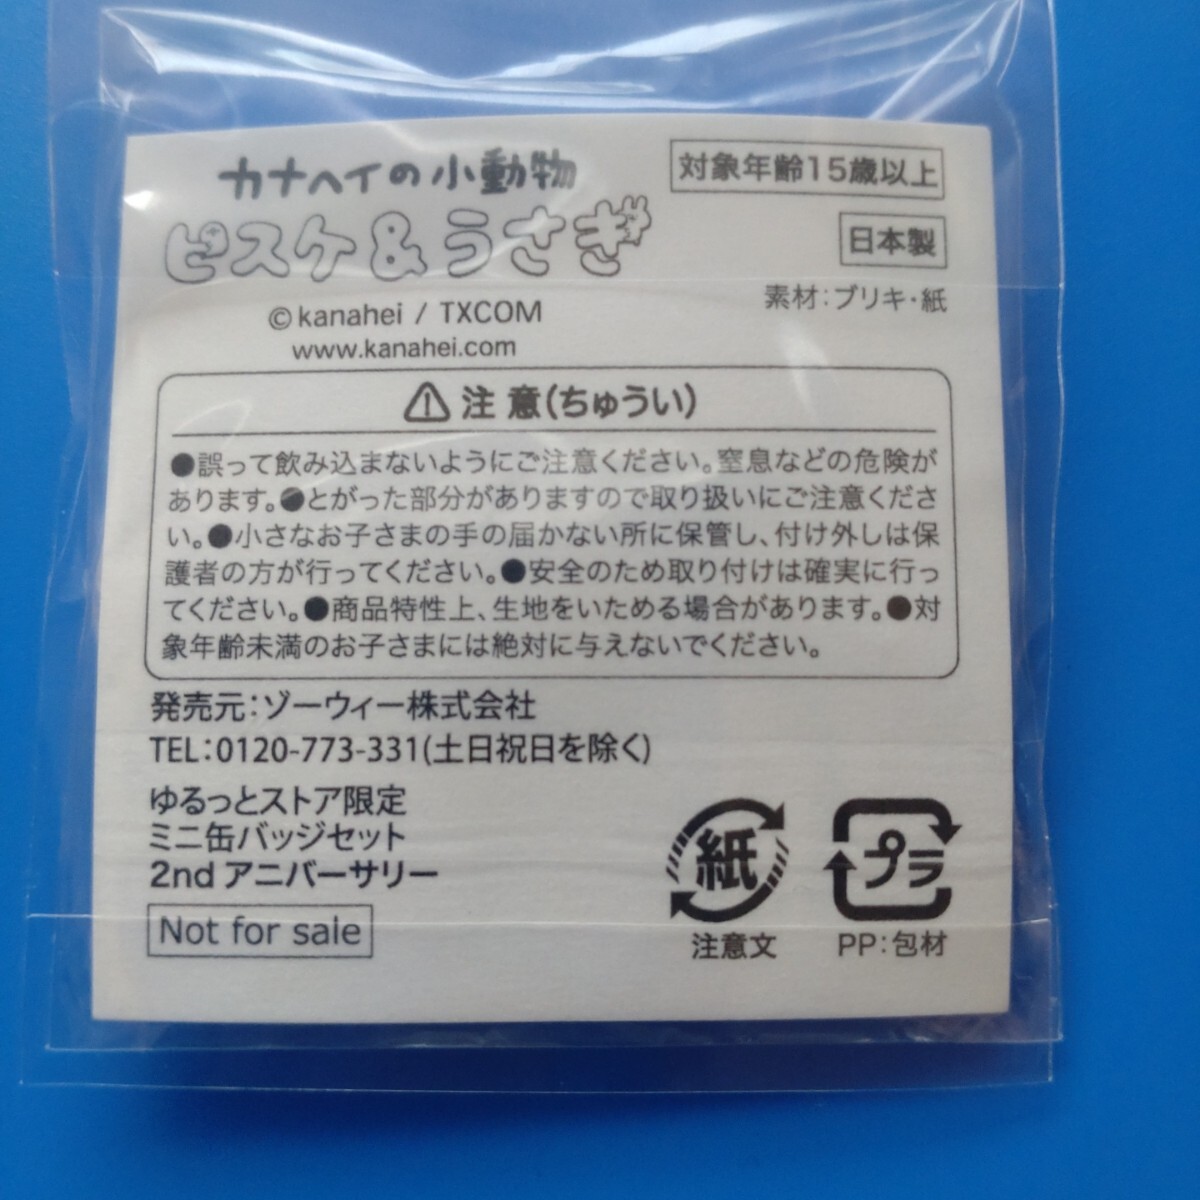 カナヘイの小動物
ピスケ&うさぎ
©kanahei / TXCOM
www.kanahei.com
対象年齢15歳以上
日本製
素材：ブリキ・紙
注 意(ちゅうい)
●誤って飲み込まないようにご注意ください。窒息などの危険が
あります。●とがった部分がありますので取り扱いにご注意くださ
い。●小さなお子さまの手の届かない所に保管し、付け外しは保
護者の方が行ってください。●安全のため取り付けは確実に行っ
てください。●商品特性上、生地をいためる場合があります。●対
象年齢未満のお子さまには絶対に与えないでください。
発売元：ゾーウィー株式会社
TEL：0120-773-331(土日祝日を除く)
ゆるっとストア限定
ミニ缶バッジセット
2nd アニバーサリー
Not for sale
紙
注意文
プラ
PP：包材